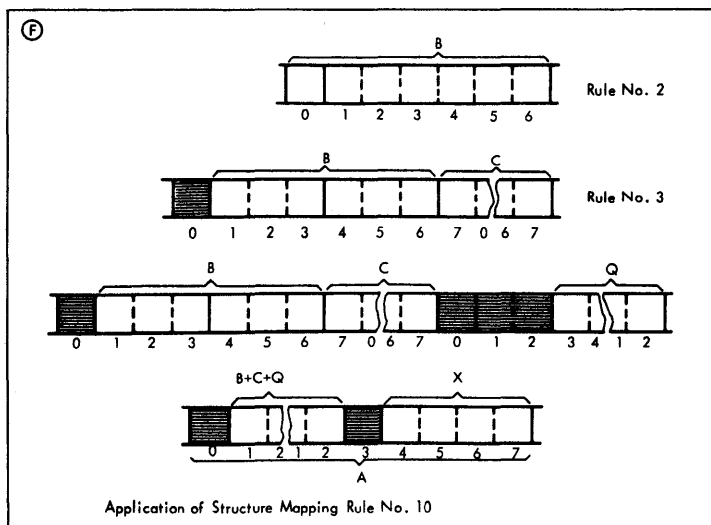 F
B
Rule No. 2
0 1 2 3 4 5 6
B C
Rule No. 3
0 1 2 3 4 5 6 7 0 6 7
B C Q
0 1 2 3 4 5 6 7 0 6 7 0 1 2 3 4 1 2
B+C+Q X
0 1 2 1 2 3 4 5 6 7
A
Application of Structure Mapping Rule No. 10